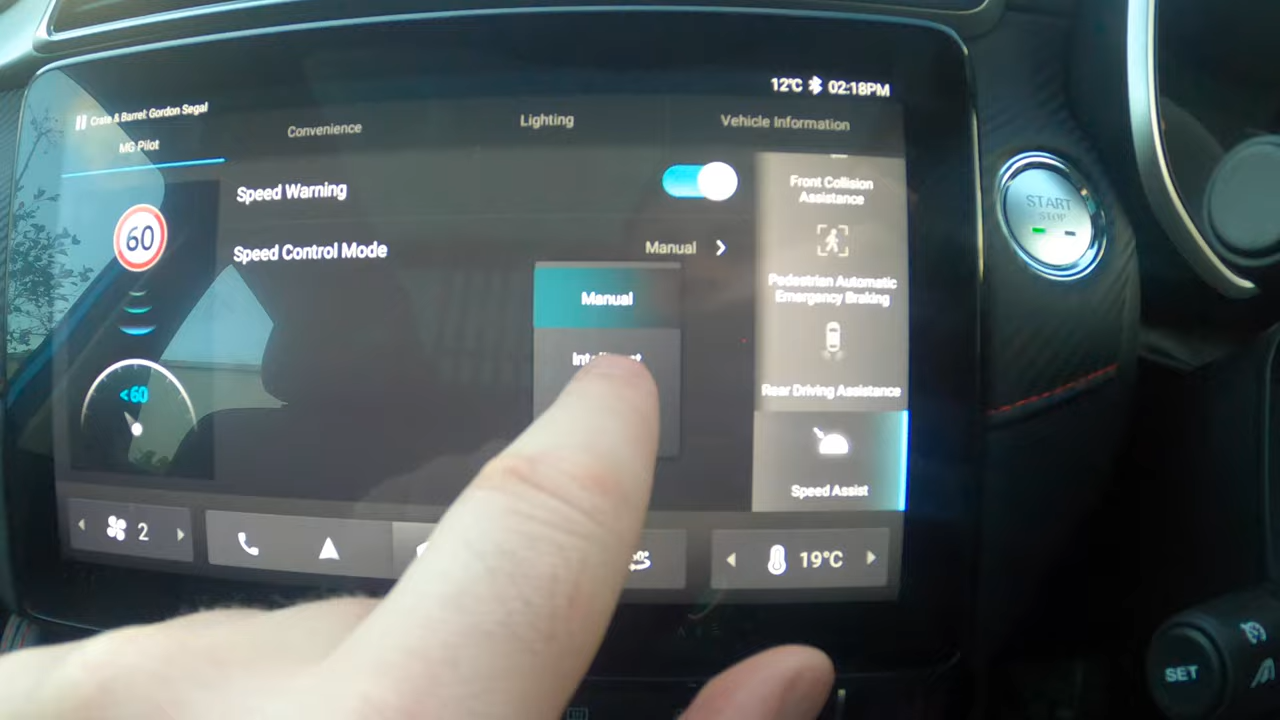 12°C 02:18PM
Crate & Barrel: Gordon Segal
MG Pilot
Convenience
Lighting
Vehicle Information
Speed Warning
60
Speed Control Mode
Manual
Manual
<60
Front Collision
Assistance
Pedestrian Automatic
Emergency Braking
Rear Driving Assistance
Speed Assist
2
19°C
START
STOP
SET